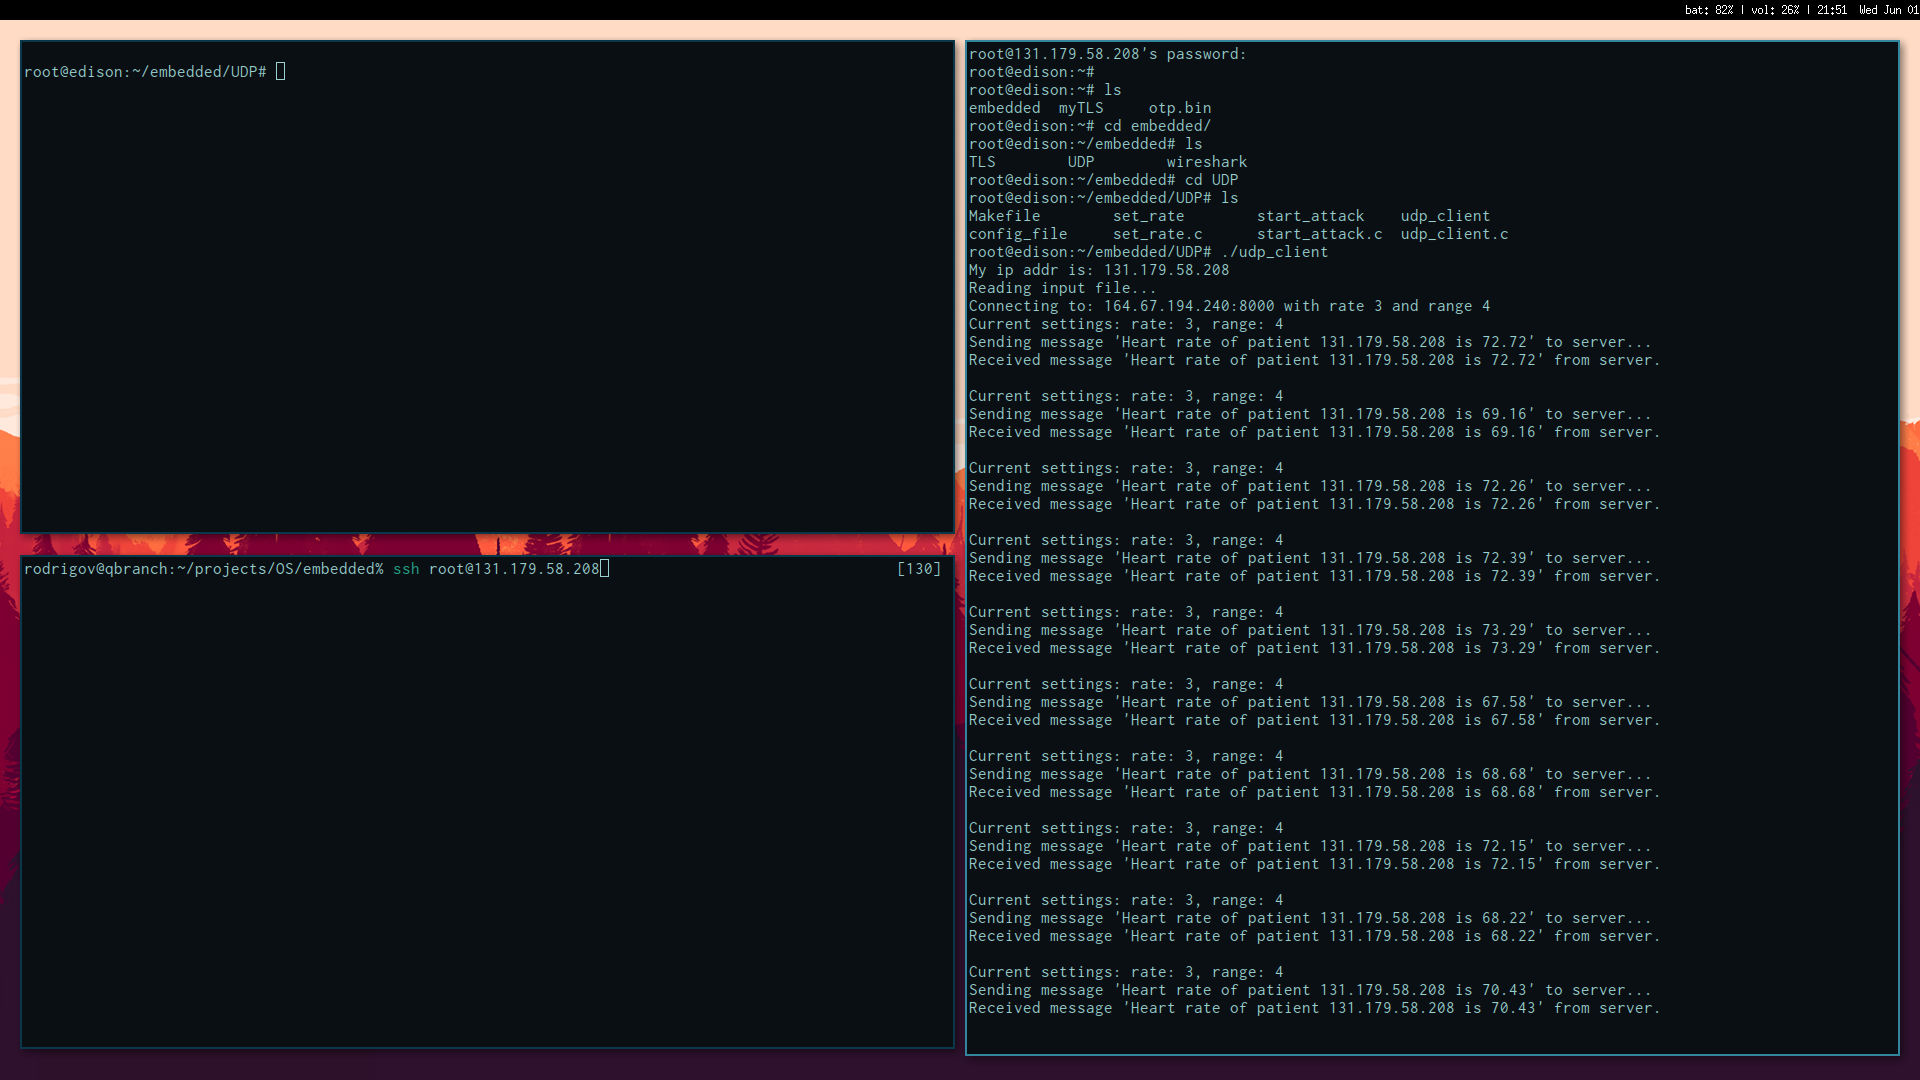 bat: 82% | vol: 26% | 21:51  Wed Jun 01
root@edison:~/embedded/UDP#
rodrigov@qbranch:~/projects/OS/embedded% ssh root@131.179.58.208 [130]
root@131.179.58.208's password:
root@edison:~#
root@edison:~# ls
embedded  myTLS     otp.bin
root@edison:~# cd embedded/
root@edison:~/embedded# ls
TLS        UDP        wireshark
root@edison:~/embedded# cd UDP
root@edison:~/embedded/UDP# ls
Makefile        set_rate        start_attack    udp_client
config_file     set_rate.c      start_attack.c  udp_client.c
root@edison:~/embedded/UDP# ./udp_client
My ip addr is: 131.179.58.208
Reading input file...
Connecting to: 164.67.194.240:8000 with rate 3 and range 4
Current settings: rate: 3, range: 4
Sending message 'Heart rate of patient 131.179.58.208 is 72.72' to server...
Received message 'Heart rate of patient 131.179.58.208 is 72.72' from server.
Current settings: rate: 3, range: 4
Sending message 'Heart rate of patient 131.179.58.208 is 69.16' to server...
Received message 'Heart rate of patient 131.179.58.208 is 69.16' from server.
Current settings: rate: 3, range: 4
Sending message 'Heart rate of patient 131.179.58.208 is 72.26' to server...
Received message 'Heart rate of patient 131.179.58.208 is 72.26' from server.
Current settings: rate: 3, range: 4
Sending message 'Heart rate of patient 131.179.58.208 is 72.39' to server...
Received message 'Heart rate of patient 131.179.58.208 is 72.39' from server.
Current settings: rate: 3, range: 4
Sending message 'Heart rate of patient 131.179.58.208 is 73.29' to server...
Received message 'Heart rate of patient 131.179.58.208 is 73.29' from server.
Current settings: rate: 3, range: 4
Sending message 'Heart rate of patient 131.179.58.208 is 67.58' to server...
Received message 'Heart rate of patient 131.179.58.208 is 67.58' from server.
Current settings: rate: 3, range: 4
Sending message 'Heart rate of patient 131.179.58.208 is 68.68' to server...
Received message 'Heart rate of patient 131.179.58.208 is 68.68' from server.
Current settings: rate: 3, range: 4
Sending message 'Heart rate of patient 131.179.58.208 is 72.15' to server...
Received message 'Heart rate of patient 131.179.58.208 is 72.15' from server.
Current settings: rate: 3, range: 4
Sending message 'Heart rate of patient 131.179.58.208 is 68.22' to server...
Received message 'Heart rate of patient 131.179.58.208 is 68.22' from server.
Current settings: rate: 3, range: 4
Sending message 'Heart rate of patient 131.179.58.208 is 70.43' to server...
Received message 'Heart rate of patient 131.179.58.208 is 70.43' from server.